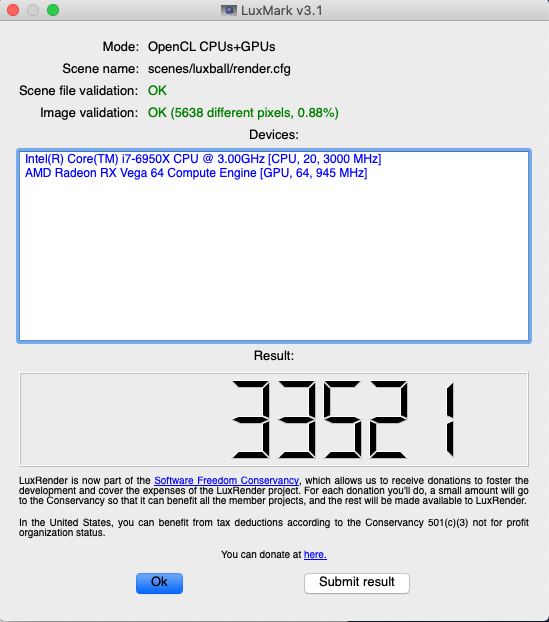 LuxMark v3.1
Mode: OpenCL CPUs+GPUs
Scene name: scenes/luxball/render.cfg
Scene file validation: OK
Image validation: OK (5638 different pixels, 0.88%)
Devices:
Intel(R) Core(TM) i7-6950X CPU @ 3.00GHz [CPU, 20, 3000 MHz]
AMD Radeon RX Vega 64 Compute Engine [GPU, 64, 945 MHz]
Result:
33521
LuxRender is now part of the Software Freedom Conservancy, which allows us to receive donations to foster the
development and cover the expenses of the LuxRender project. For each donation you'll do, a small amount will go
to the Conservancy so that it can benefit all the member projects, and the rest will be made available to LuxRender.
In the United States, you can benefit from tax deductions according to the Conservancy 501(c)(3) not for profit
organization status.
You can donate at here.
Ok
Submit result